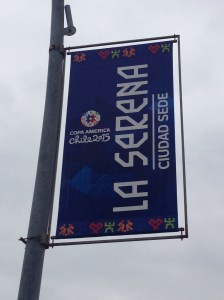 COPA AMERICA
chile2015
LA SERENA
CIUDAD SEDE